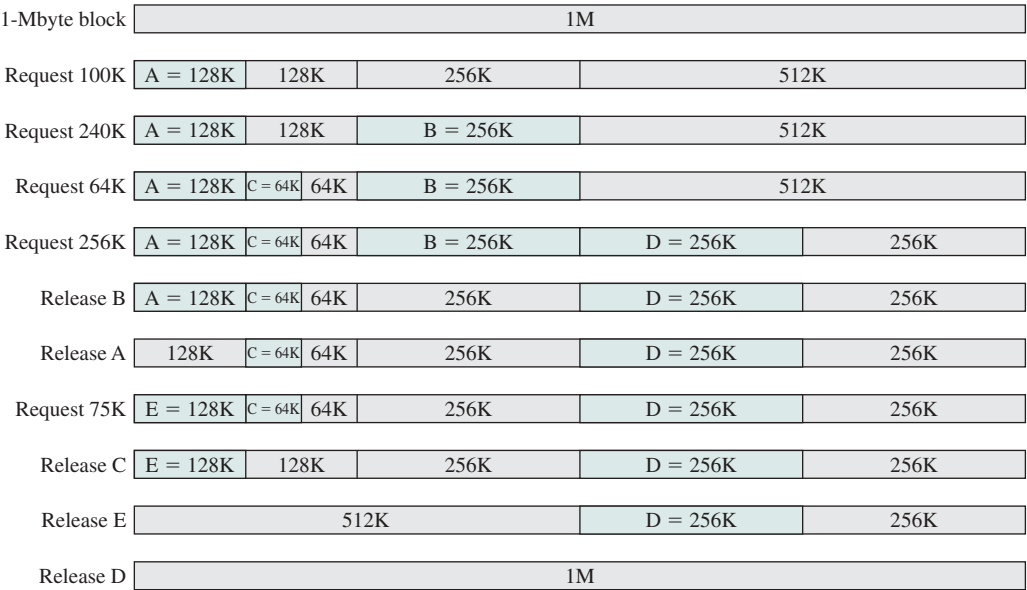 1-Mbyte block 1M
Request 100K A = 128K 128K 256K 512K
Request 240K A = 128K 128K B = 256K 512K
Request 64K A = 128K C = 64K 64K B = 256K 512K
Request 256K A = 128K C = 64K 64K B = 256K D = 256K 256K
Release B A = 128K C = 64K 64K 256K D = 256K 256K
Release A 128K C = 64K 64K 256K D = 256K 256K
Request 75K E = 128K C = 64K 64K 256K D = 256K 256K
Release C E = 128K 128K 256K D = 256K 256K
Release E 512K D = 256K 256K
Release D 1M